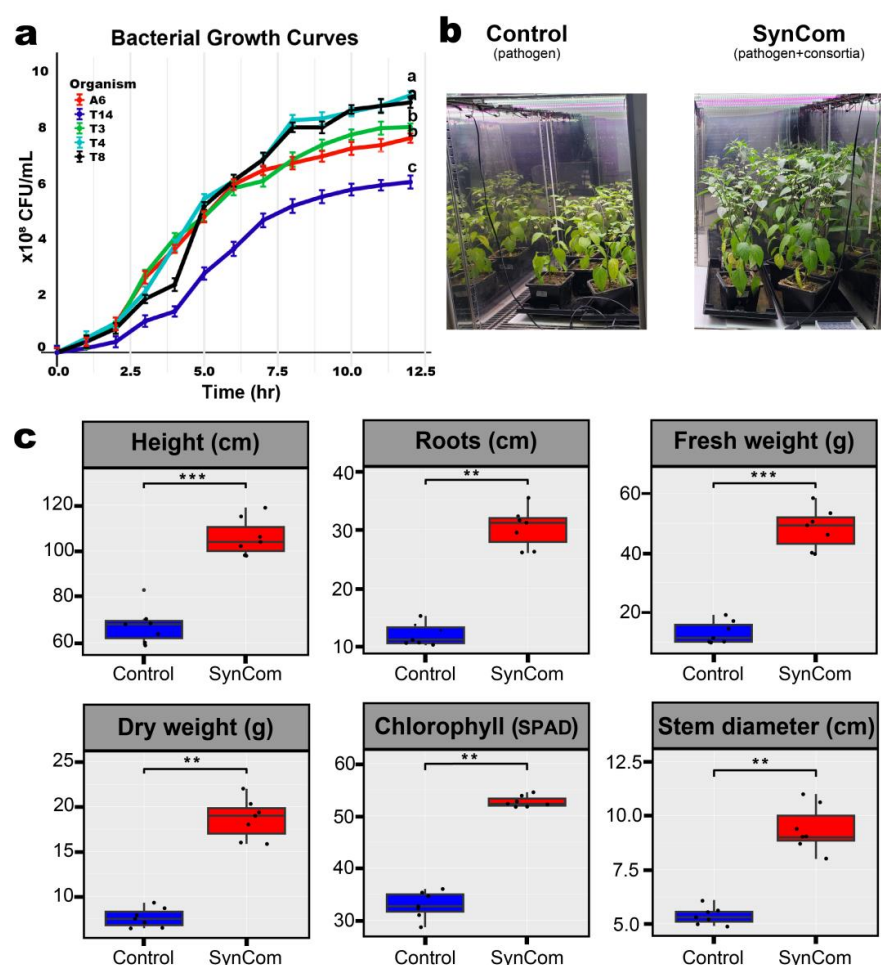 a
Bacterial Growth Curves
10
8
6
4
2
0
x10⁸ CFU/mL
Organism
A6
T14
T3
T4
T8
a
a
b
b
c
0.0 2.5 5.0 7.5 10.0 12.5
Time (hr)
b
Control
(pathogen)
SynCom
(pathogen+consortia)
c
Height (cm)
***
120
100
80
60
Control SynCom
Roots (cm)
**
40
30
20
10
Control SynCom
Fresh weight (g)
***
60
40
20
Control SynCom
Dry weight (g)
**
25
20
15
10
Control SynCom
Chlorophyll (SPAD)
**
60
50
40
30
Control SynCom
Stem diameter (cm)
**
12.5
10.0
7.5
5.0
Control SynCom